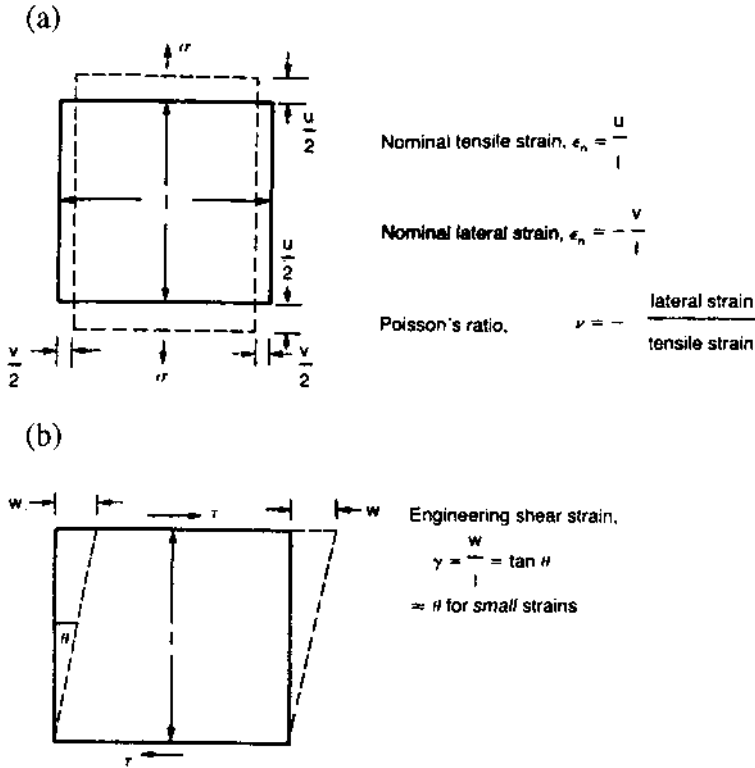 (a)
σ
u
2
Nominal tensile strain, ϵn = u
l
l
Nominal lateral strain, ϵn = − v
l
u
2
Poisson's ratio, ν = − lateral strain
tensile strain
v
2
σ
v
2
(b)
w
τ
w
Engineering shear strain,
γ = w
l
= tan θ
≈ θ for small strains
θ
l
τ